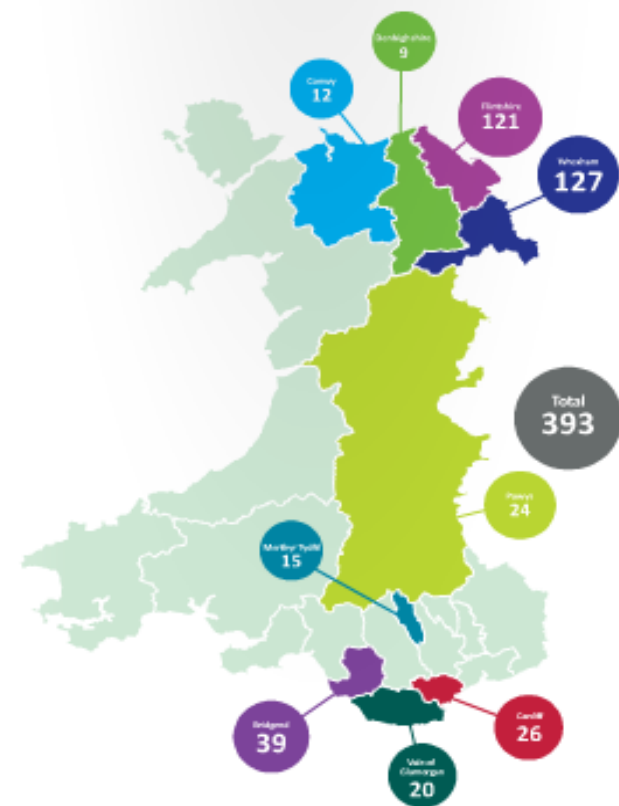 Denbighshire
9
Conwy
12
Flintshire
121
Wrexham
127
Total
393
Powys
24
Merthyr Tydfil
15
Bridgend
39
Cardiff
26
Vale of
Glamorgan
20